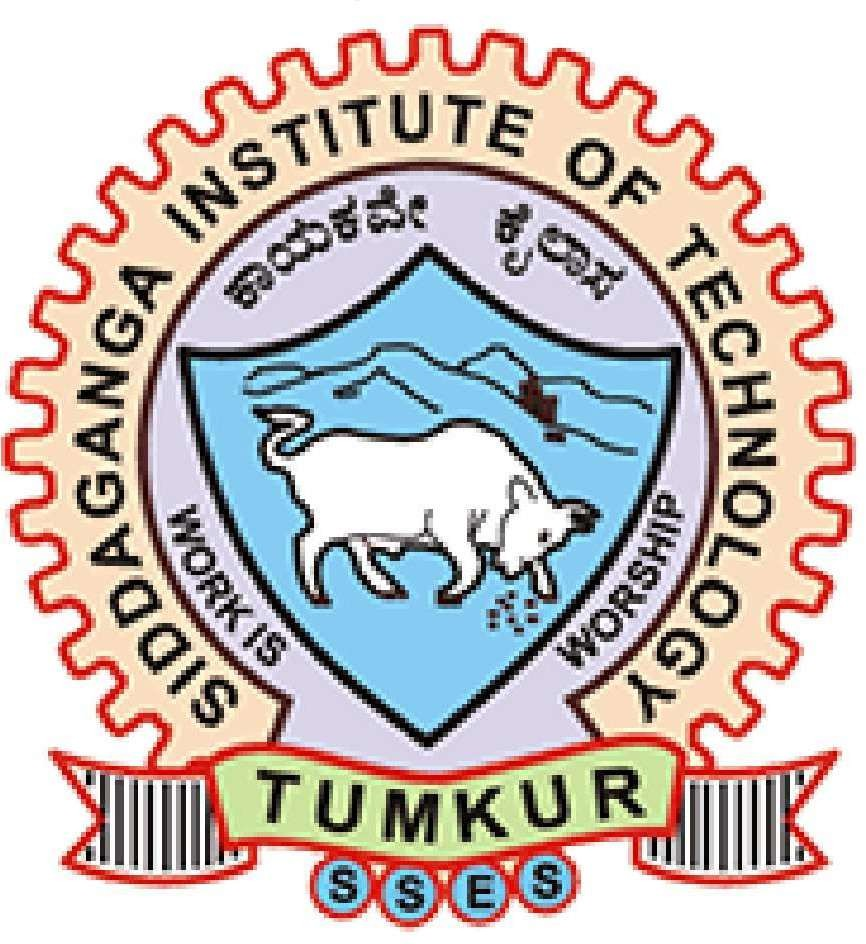 SIDDAGANGA INSTITUTE OF TECHNOLOGY
ಕಾಯಕವೇ ಕೈಲಾಸ
WORK IS WORSHIP
TUMKUR
SSES